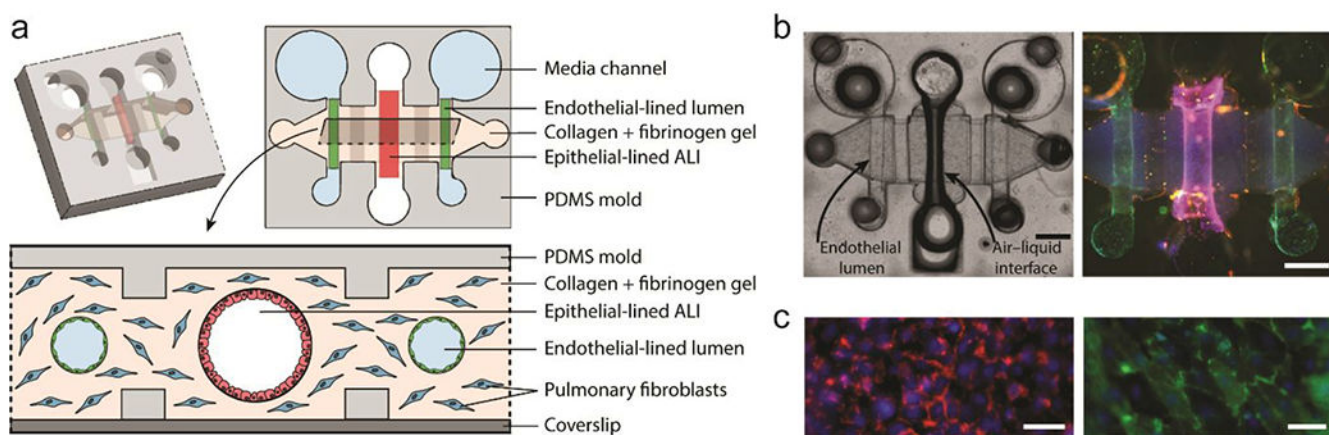 a
Media channel
Endothelial-lined lumen
Collagen + fibrinogen gel
Epithelial-lined ALI
PDMS mold
PDMS mold
Collagen + fibrinogen gel
Epithelial-lined ALI
Endothelial-lined lumen
Pulmonary fibroblasts
Coverslip
b
Endothelial
lumen
Air–liquid
interface
c